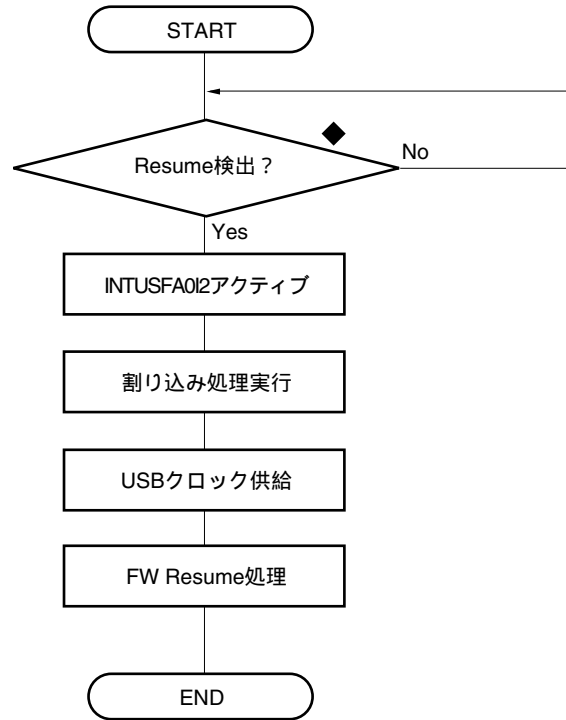 START
Resume検出？
No
Yes
INTUSFA0I2アクティブ
割り込み処理実行
USBクロック供給
FW Resume処理
END